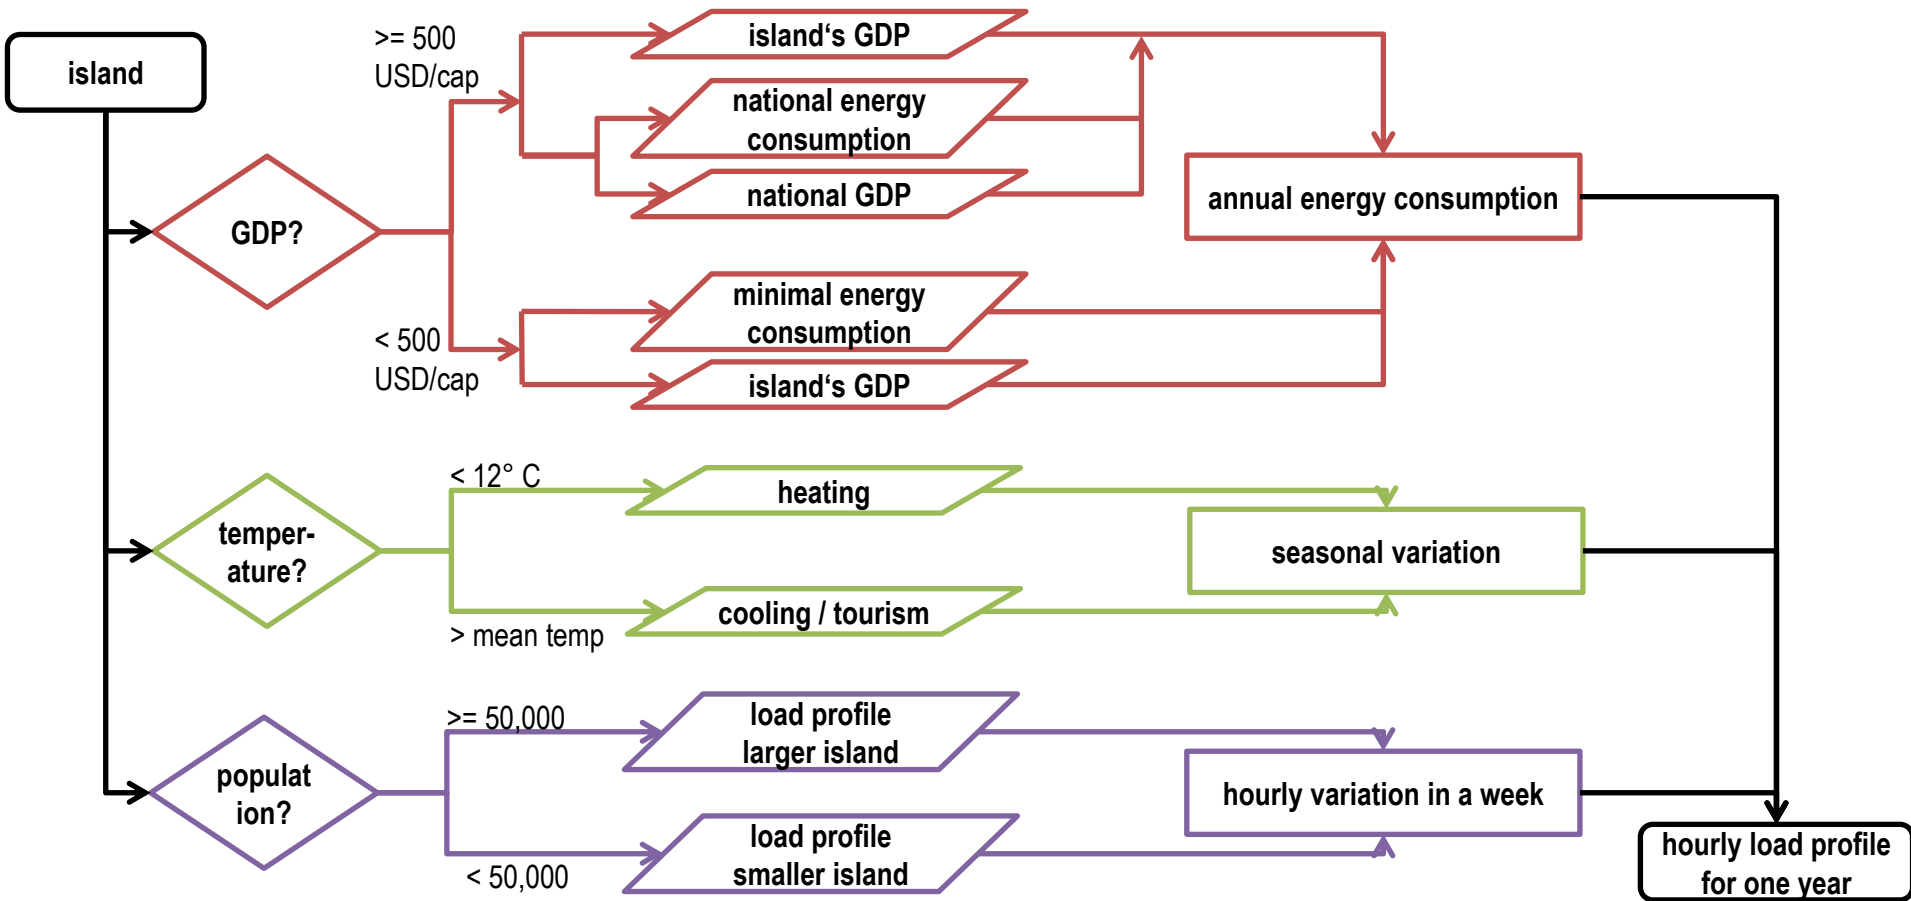 island
GDP?
>= 500
USD/cap
island‘s GDP
national energy
consumption
national GDP
< 500
USD/cap
minimal energy
consumption
island‘s GDP
annual energy consumption
temper-
ature?
< 12° C
heating
> mean temp
cooling / tourism
seasonal variation
populat
ion?
>= 50,000
load profile
larger island
< 50,000
load profile
smaller island
hourly variation in a week
hourly load profile
for one year